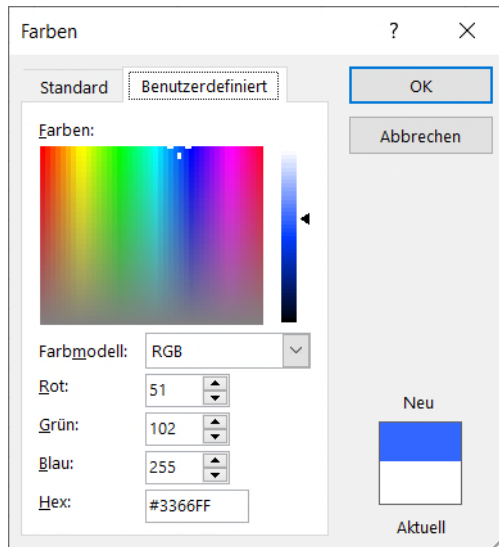 Farben ?
Standard Benutzerdefiniert
OK
Abbrechen
Farben:
Farbmodell: RGB
Rot: 51
Grün: 102
Blau: 255
Hex: #3366FF
Neu
Aktuell